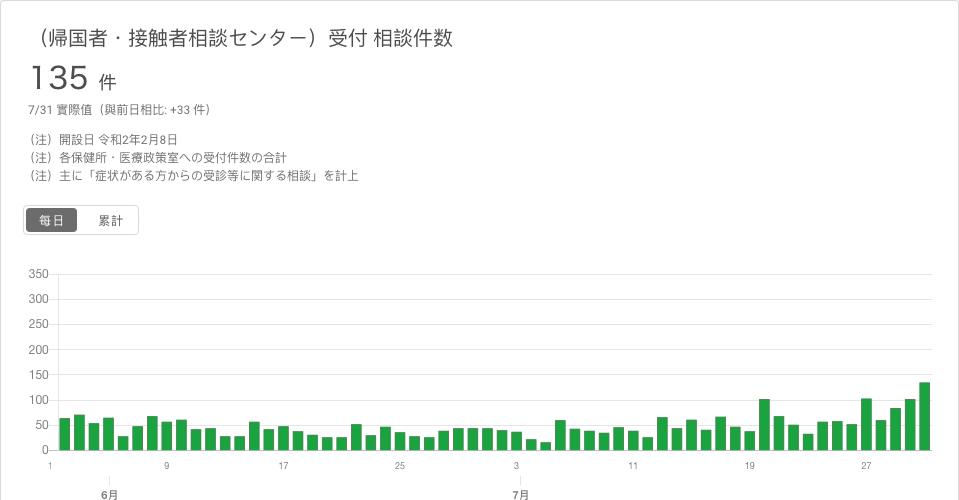 （帰国者・接触者相談センター）受付 相談件数
135 件
7/31 實際値（與前日相比: +33 件）
（注）開設日 令和2年2月8日
（注）各保健所・医療政策室への受付件数の合計
（注）主に「症状がある方からの受診等に関する相談」を計上
每日 累計
350
300
250
200
150
100
50
0
1 9 17 25 3 11 19 27
6月 7月